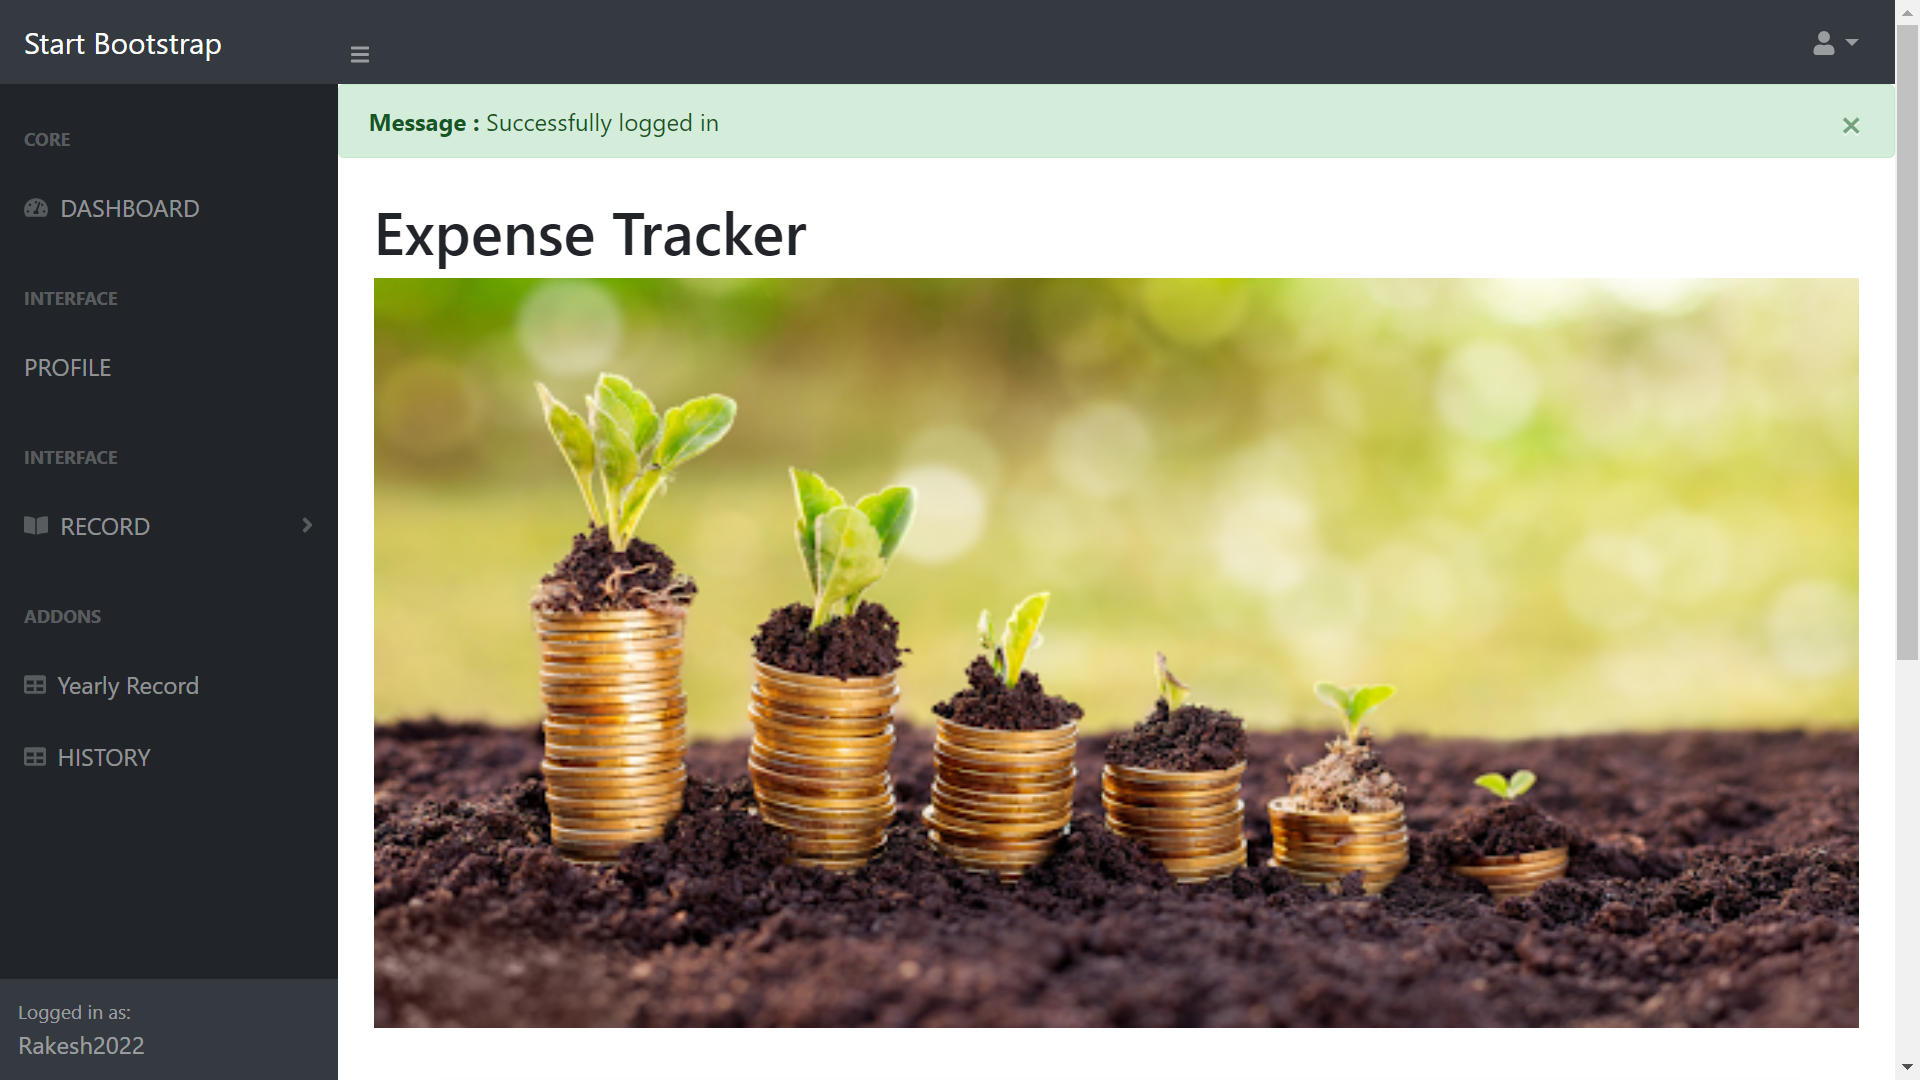 Start Bootstrap
CORE
DASHBOARD
INTERFACE
PROFILE
INTERFACE
RECORD
ADDONS
Yearly Record
HISTORY
Logged in as:
Rakesh2022
Message : Successfully logged in
×
Expense Tracker